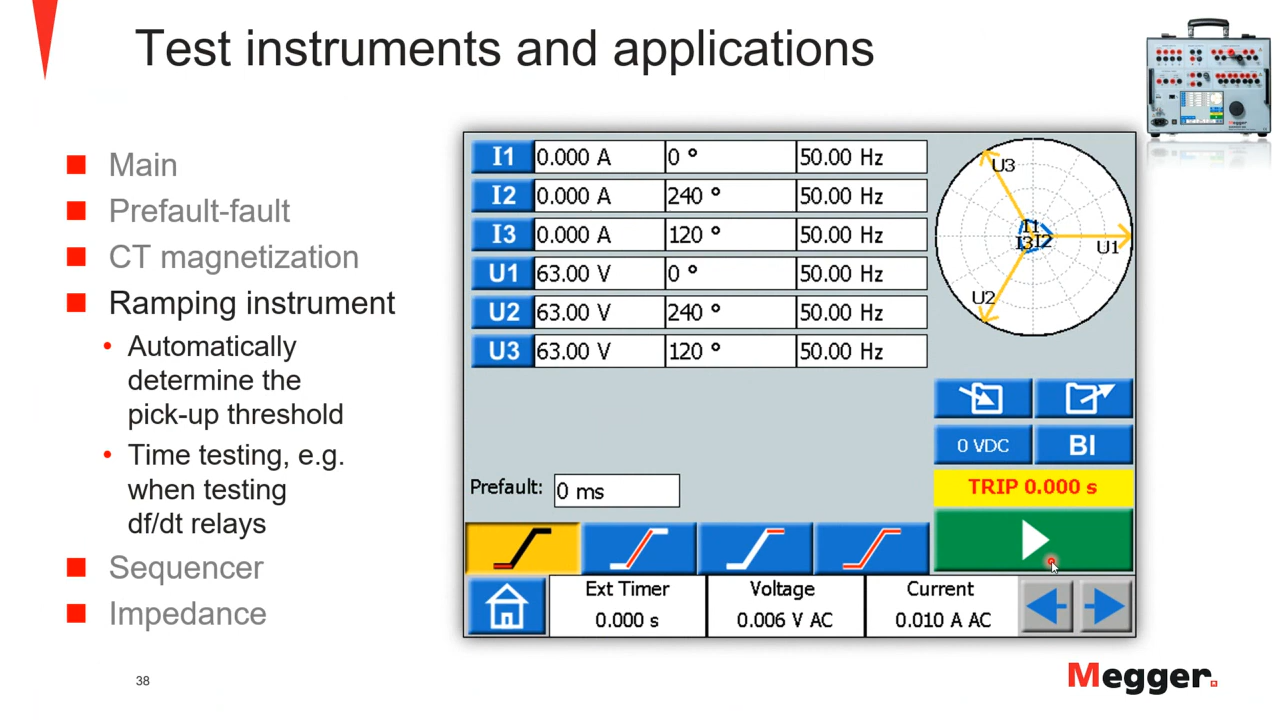 Test instruments and applications
Megger
Main
Prefault-fault
CT magnetization
Ramping instrument
Automatically
determine the
pick-up threshold
Time testing, e.g.
when testing
df/dt relays
Sequencer
Impedance
I1 0.000 A 0 ° 50.00 Hz
I2 0.000 A 240 ° 50.00 Hz
I3 0.000 A 120 ° 50.00 Hz
U1 63.00 V 0 ° 50.00 Hz
U2 63.00 V 240 ° 50.00 Hz
U3 63.00 V 120 ° 50.00 Hz
U3
I1
I3 I2
U1
U2
0 VDC BI
Prefault: 0 ms
TRIP 0.000 s
Ext Timer Voltage Current
0.000 s 0.006 V AC 0.010 A AC
38
Megger.